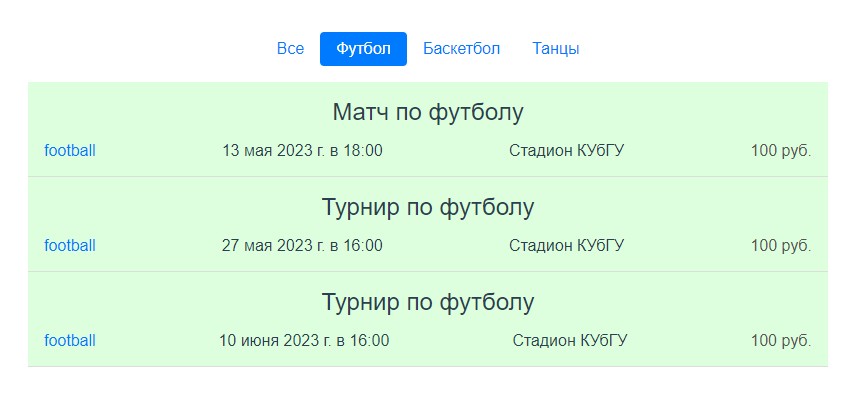 Все Футбол Баскетбол Танцы
Матч по футболу
football 13 мая 2023 г. в 18:00 Стадион КУбГУ 100 руб.
Турнир по футболу
football 27 мая 2023 г. в 16:00 Стадион КУбГУ 100 руб.
Турнир по футболу
football 10 июня 2023 г. в 16:00 Стадион КУбГУ 100 руб.